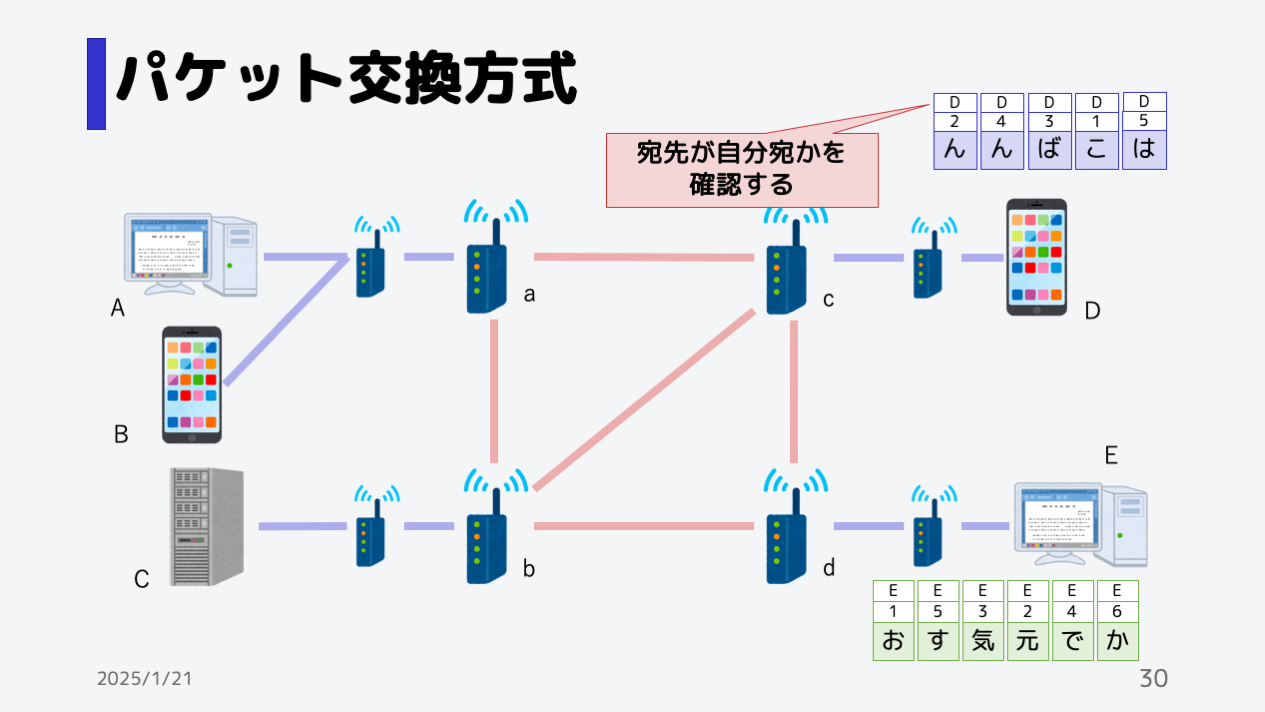 パケット交換方式
D D D D D
2 4 3 1 5
ん ん ば こ は
宛先が自分宛かを
確認する
A
a
c
D
B
E
C
b
d
E E E E E E
1 5 3 2 4 6
お す 気 元 で か
2025/1/21
30